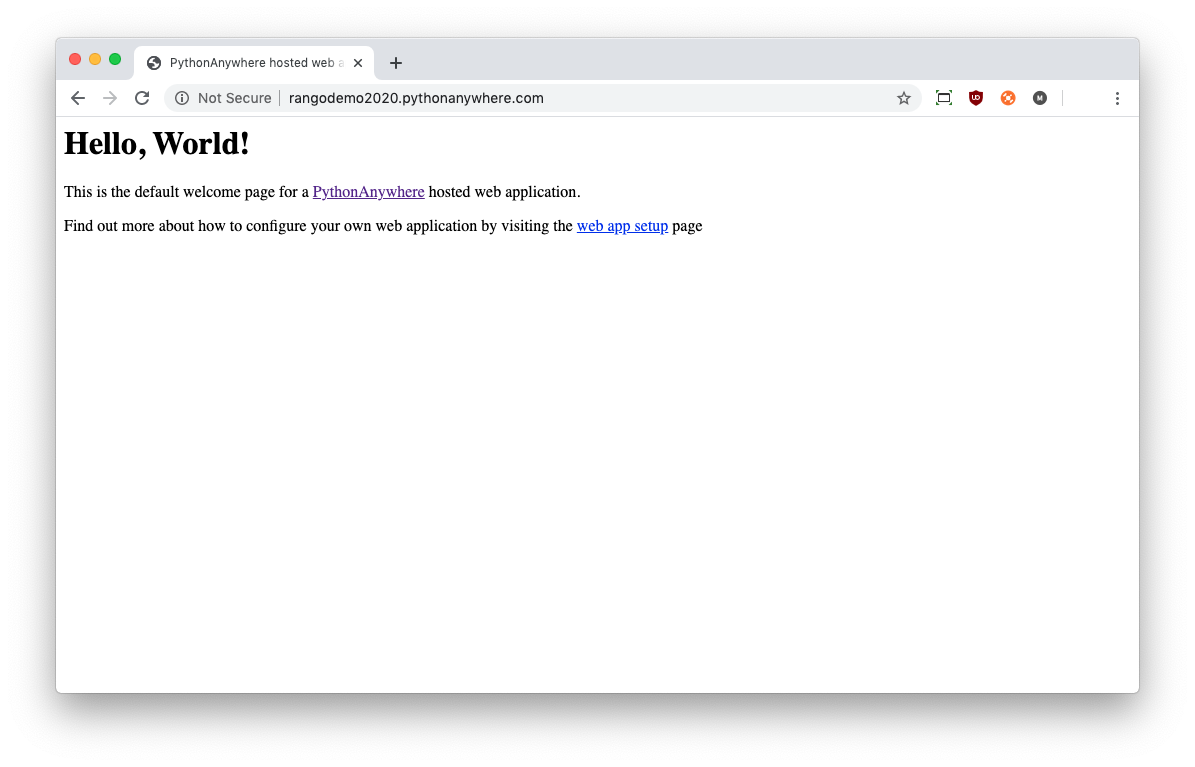 PythonAnywhere hosted web a
Not Secure rangodemo2020.pythonanywhere.com
Hello, World!
This is the default welcome page for a PythonAnywhere hosted web application.
Find out more about how to configure your own web application by visiting the web app setup page